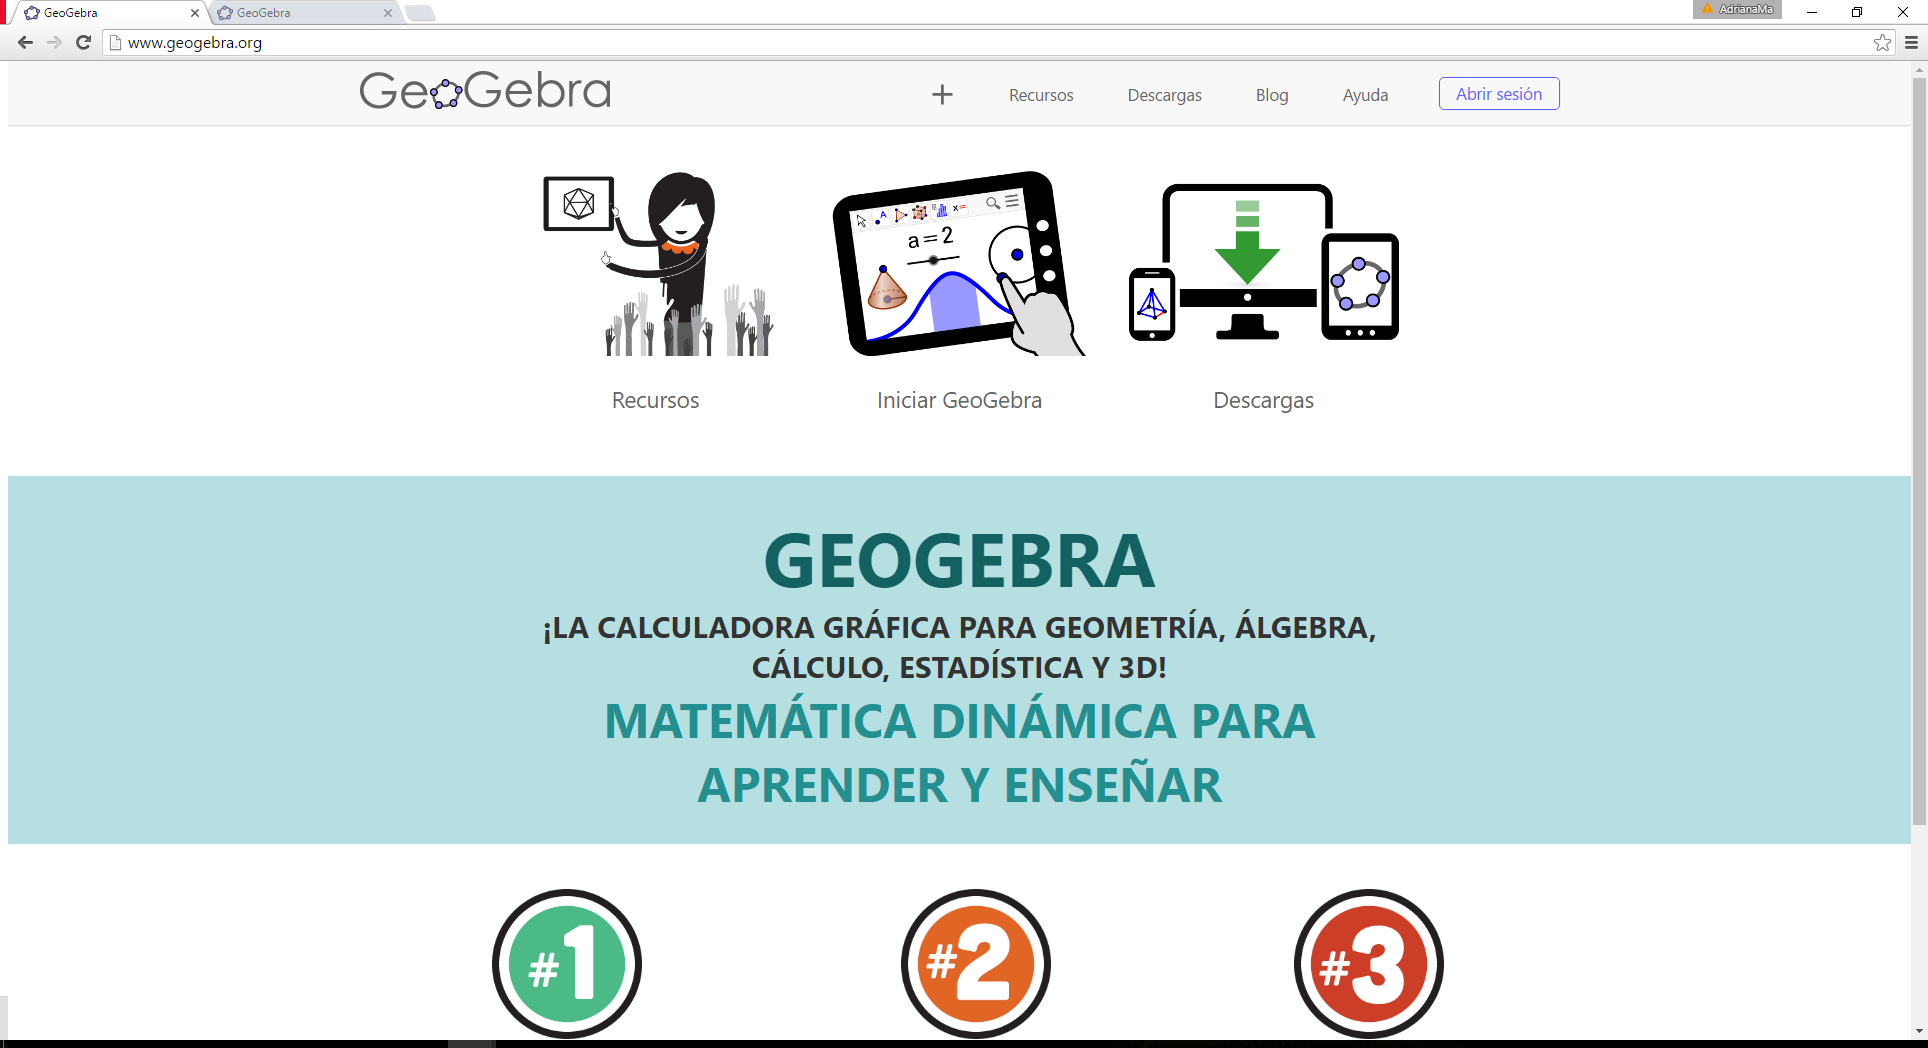 GeoGebra
GeoGebra
AdrianaMa
www.geogebra.org
GeoGebra
+ Recursos Descargas Blog Ayuda Abrir sesión
A
x=
a = 2
Recursos
Iniciar GeoGebra
Descargas
GEOGEBRA
¡LA CALCULADORA GRÁFICA PARA GEOMETRÍA, ÁLGEBRA,
CÁLCULO, ESTADÍSTICA Y 3D!
MATEMÁTICA DINÁMICA PARA
APRENDER Y ENSEÑAR
#1
#2
#3